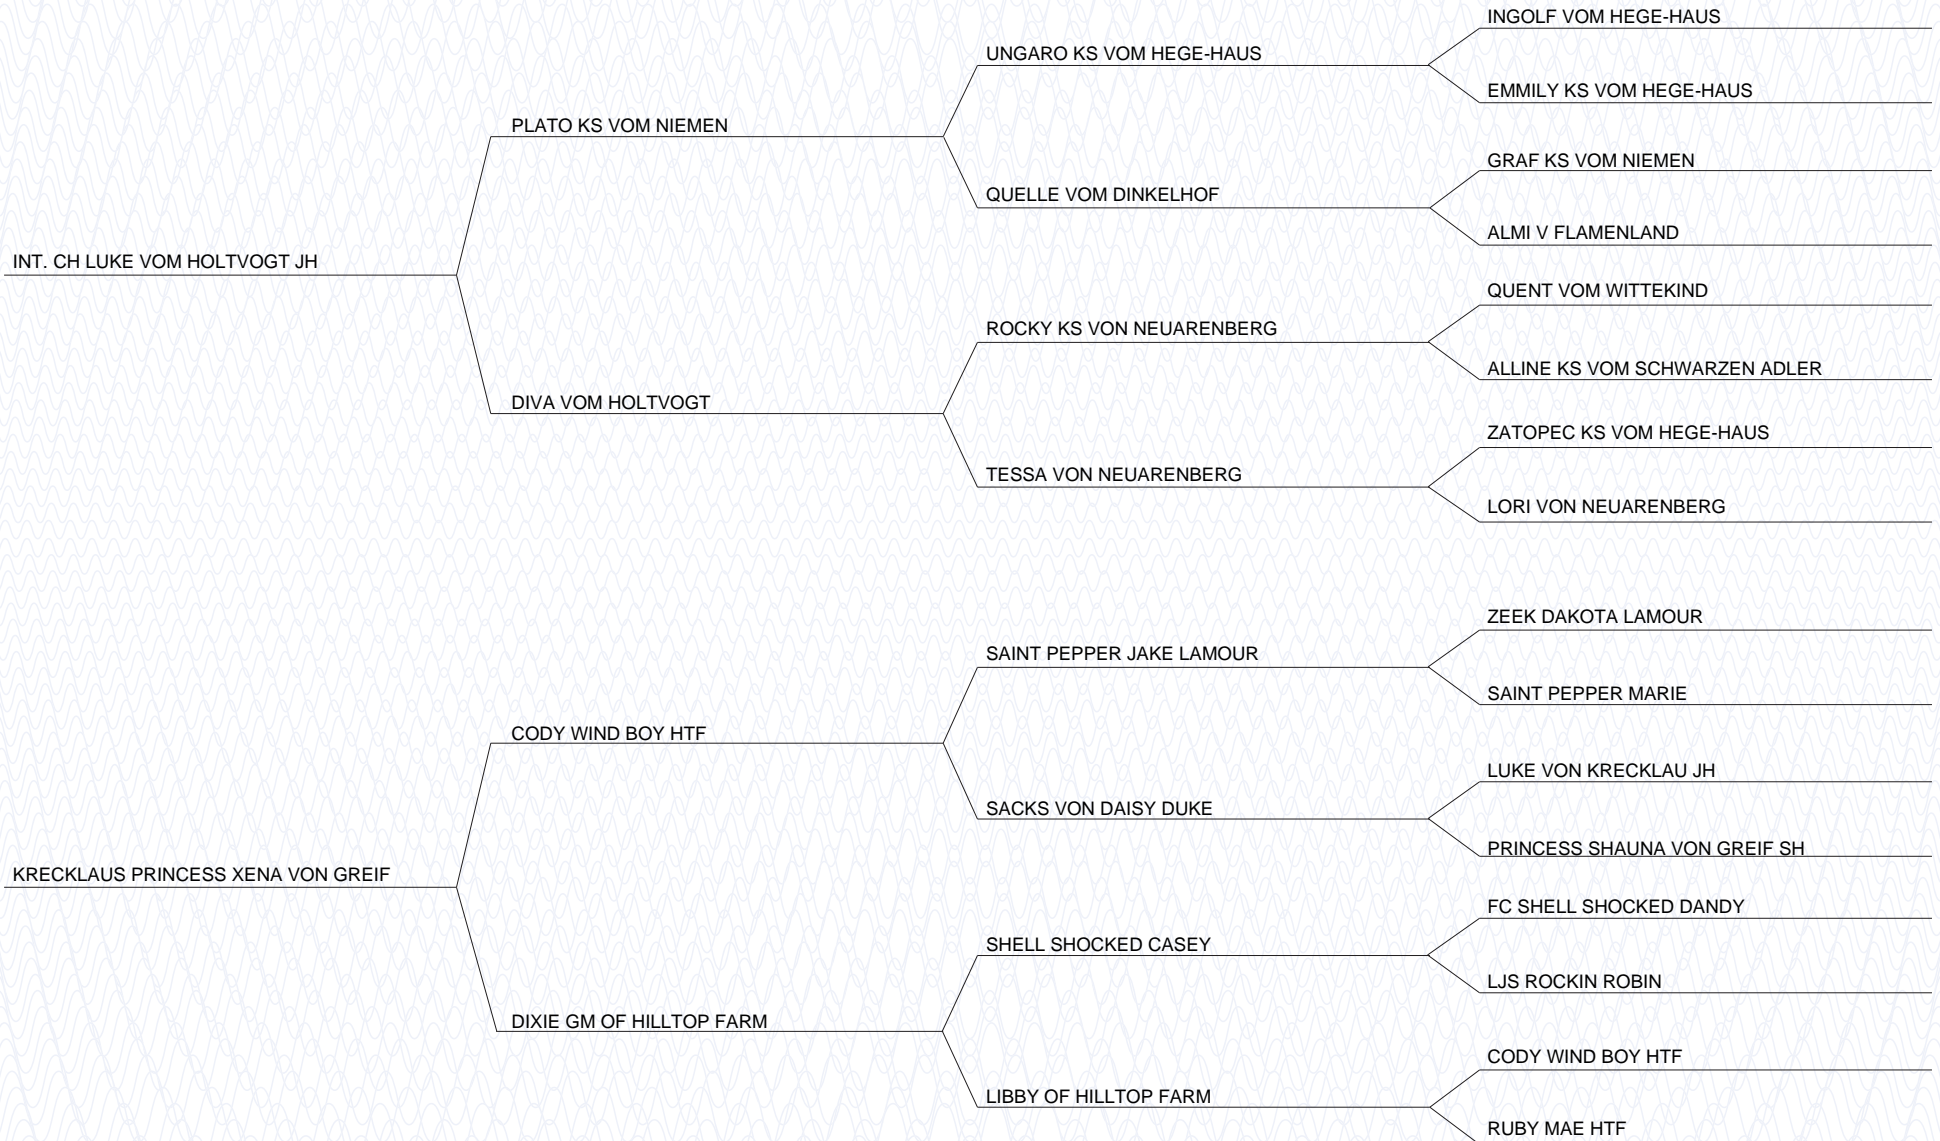 INGOLF VOM HEGE-HAUS
UNGARO KS VOM HEGE-HAUS
EMMILY KS VOM HEGE-HAUS
PLATO KS VOM NIEMEN
GRAF KS VOM NIEMEN
QUELLE VOM DINKELHOF
ALMI V FLAMENLAND
INT. CH LUKE VOM HOLTVOGT JH
QUENT VOM WITTEKIND
ROCKY KS VON NEUARENBERG
ALLINE KS VOM SCHWARZEN ADLER
DIVA VOM HOLTVOGT
ZATOPEC KS VOM HEGE-HAUS
TESSA VON NEUARENBERG
LORI VON NEUARENBERG
ZEEK DAKOTA LAMOUR
SAINT PEPPER JAKE LAMOUR
SAINT PEPPER MARIE
CODY WIND BOY HTF
LUKE VON KRECKLAU JH
SACKS VON DAISY DUKE
PRINCESS SHAUNA VON GREIF SH
KRECKLAUS PRINCESS XENA VON GREIF
FC SHELL SHOCKED DANDY
SHELL SHOCKED CASEY
LJS ROCKIN ROBIN
DIXIE GM OF HILLTOP FARM
CODY WIND BOY HTF
LIBBY OF HILLTOP FARM
RUBY MAE HTF